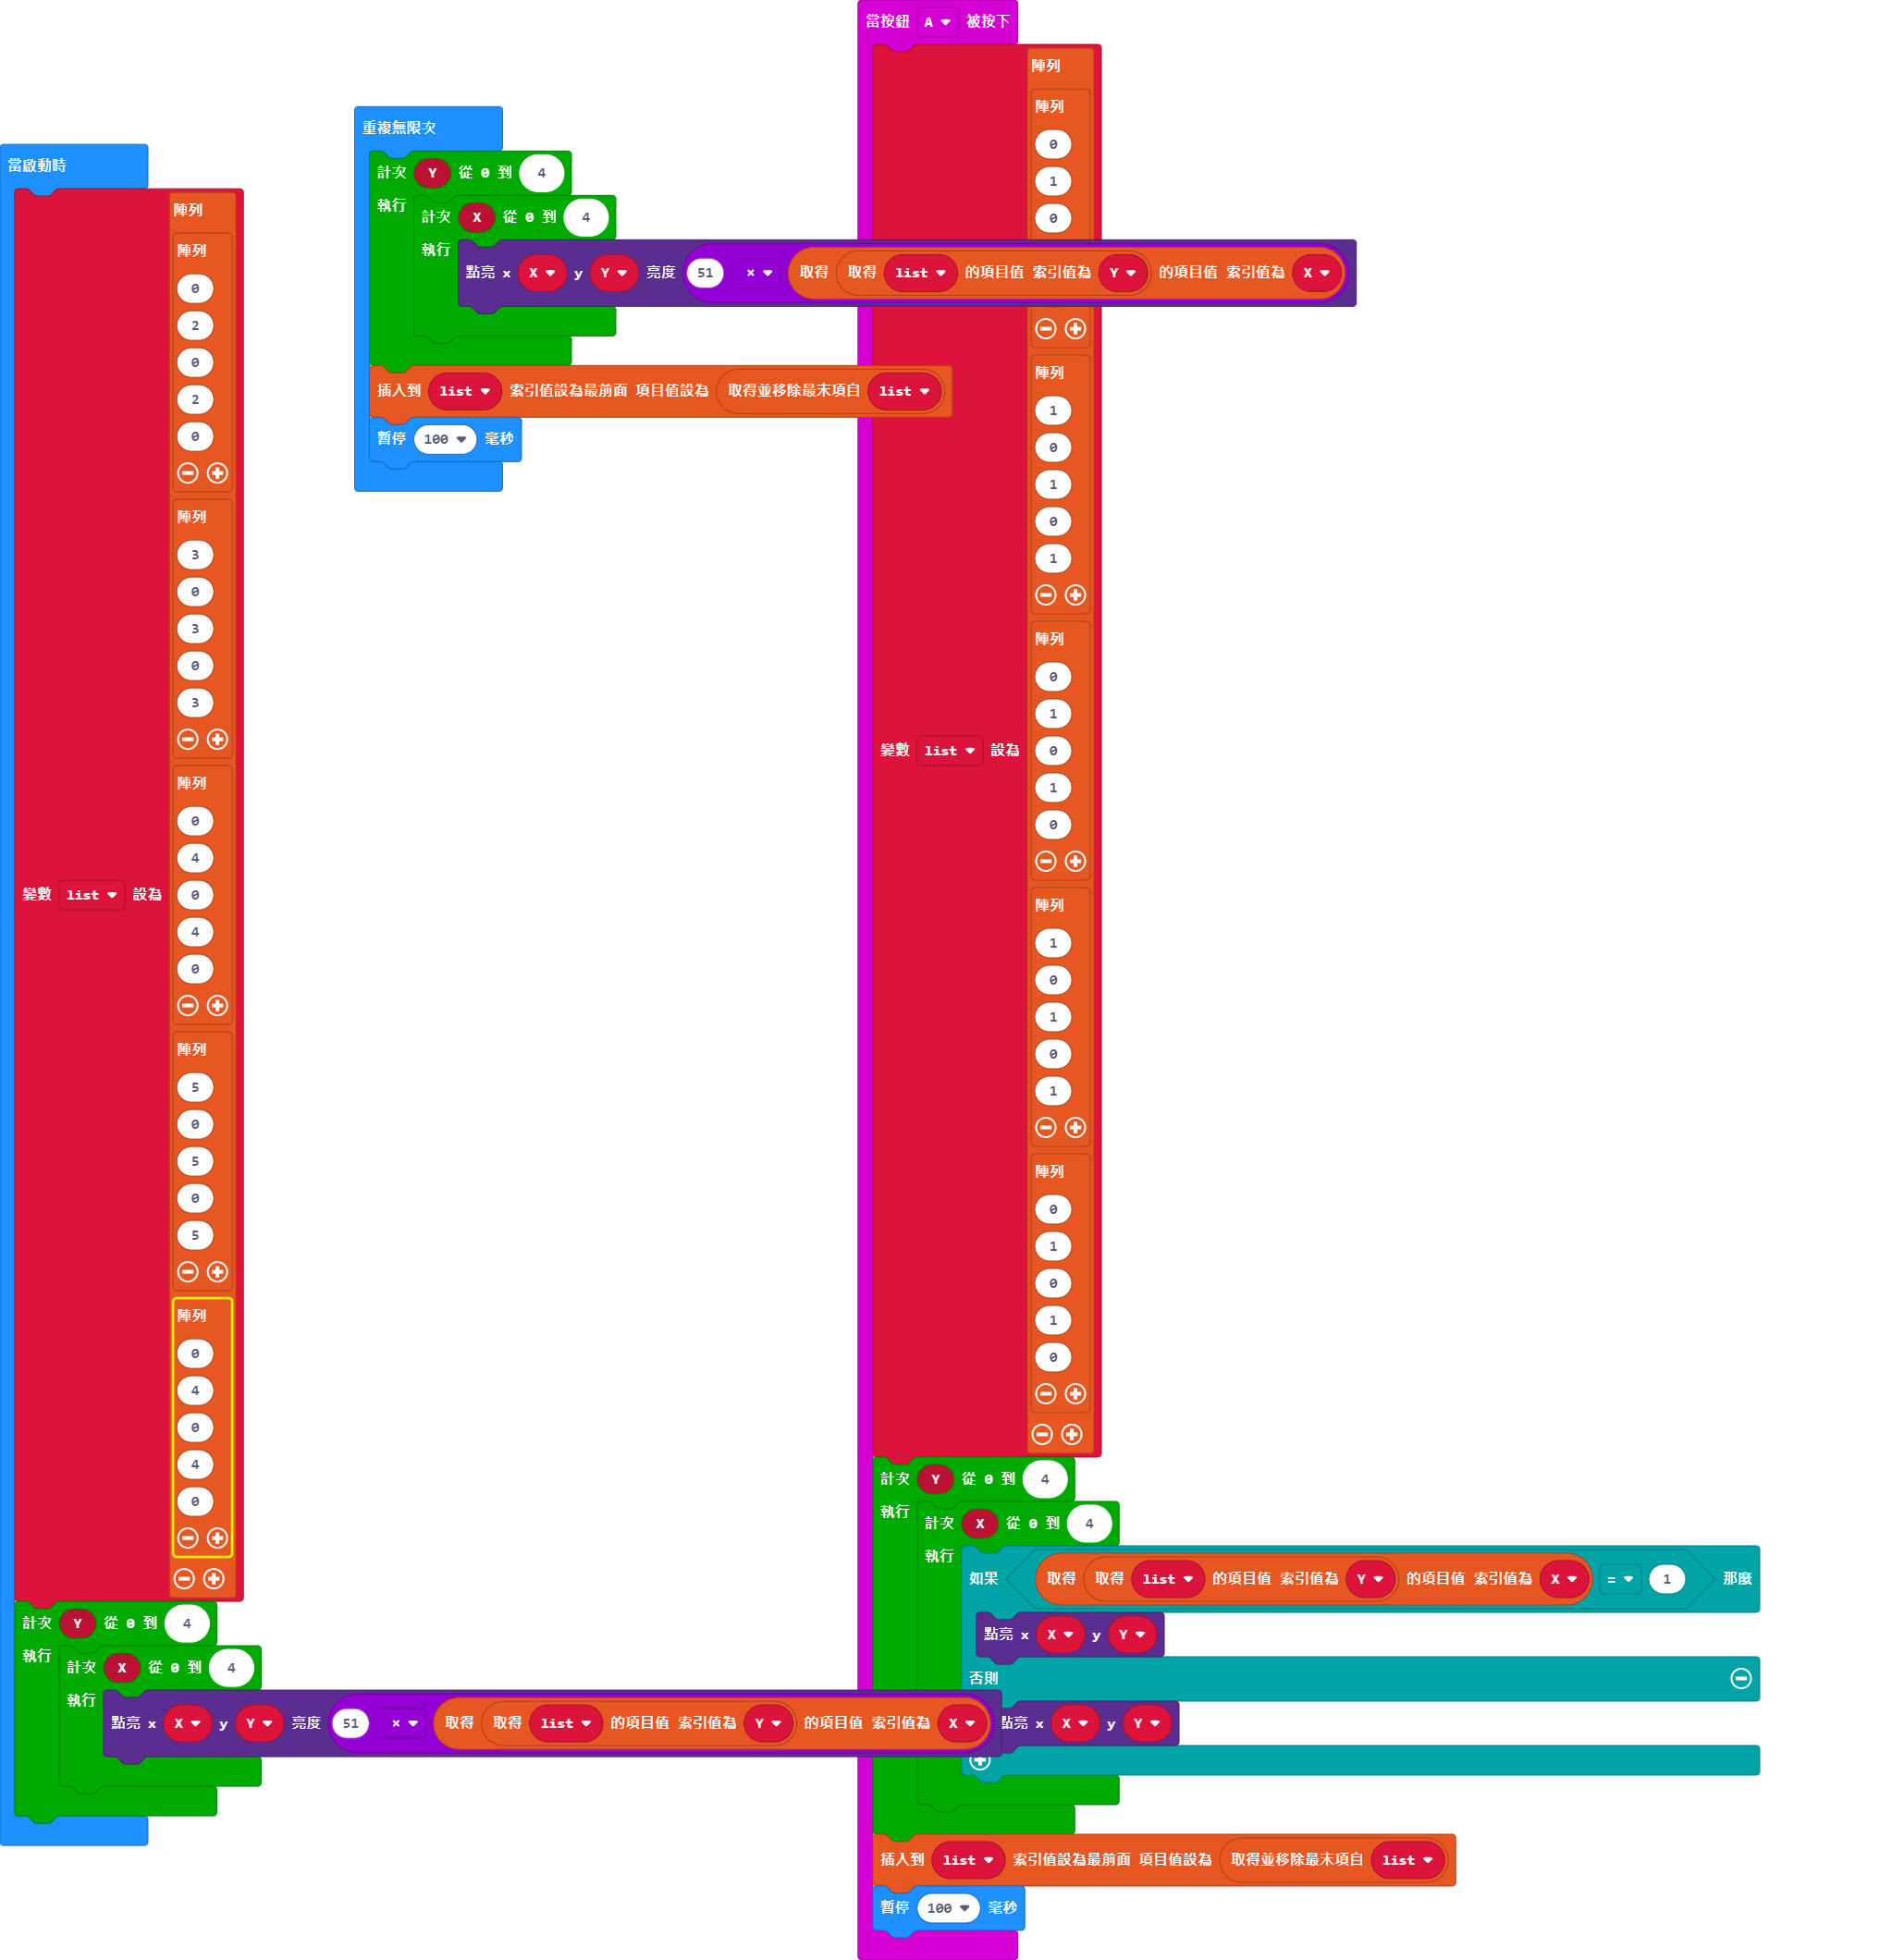 當啟動時
變數 list 設為
陣列
陣列
0
2
0
2
0
陣列
3
0
3
0
3
陣列
0
4
0
4
0
陣列
5
0
5
0
5
陣列
0
4
0
4
0
計次 Y 從 0 到 4
執行
計次 X 從 0 到 4
執行
點亮 x X y Y 亮度 51 × 取得 取得 list 的項目值 索引值為 Y 的項目值 索引值為 X
重複無限次
計次 Y 從 0 到 4
執行
計次 X 從 0 到 4
執行
點亮 x X y Y 亮度 51 × 取得 取得 list 的項目值 索引值為 Y 的項目值 索引值為 X
插入到 list 索引值設為最前面 項目值設為 取得並移除最末項自 list
暫停 100 毫秒
當按鈕 A 被按下
變數 list 設為
陣列
陣列
0
1
0
陣列
1
0
1
0
1
陣列
0
1
0
1
0
陣列
1
0
1
0
1
陣列
0
1
0
1
0
計次 Y 從 0 到 4
執行
計次 X 從 0 到 4
執行
如果 取得 取得 list 的項目值 索引值為 Y 的項目值 索引值為 X = 1 那麼
點亮 x X y Y
否則
點亮 x X y Y
插入到 list 索引值設為最前面 項目值設為 取得並移除最末項自 list
暫停 100 毫秒